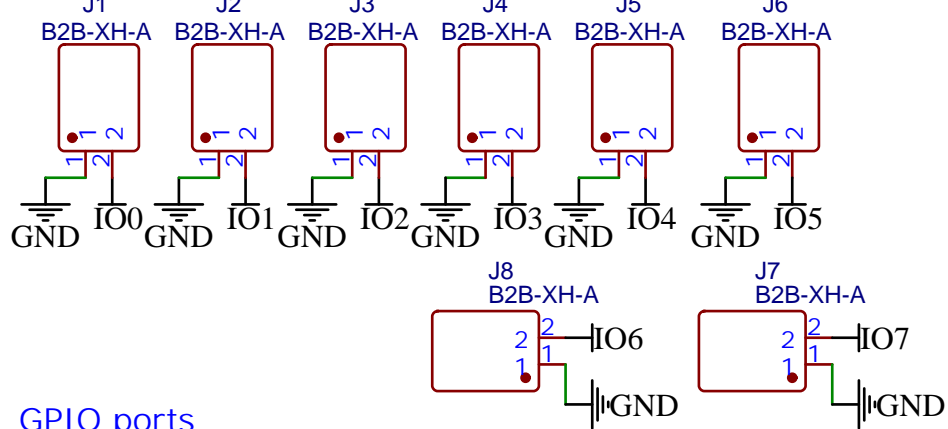 J1 J2 J3 J4 J5 J6
B2B-XH-A B2B-XH-A B2B-XH-A B2B-XH-A B2B-XH-A B2B-XH-A
1 2 1 2 1 2 1 2 1 2 1 2
1 2 1 2 1 2 1 2 1 2 1 2
GND IO0 GND IO1 GND IO2 GND IO3 GND IO4 GND IO5
J8 J7
B2B-XH-A B2B-XH-A
2 2 IO6 2 2 IO7
1 1 1 1
GND GND
GPIO ports